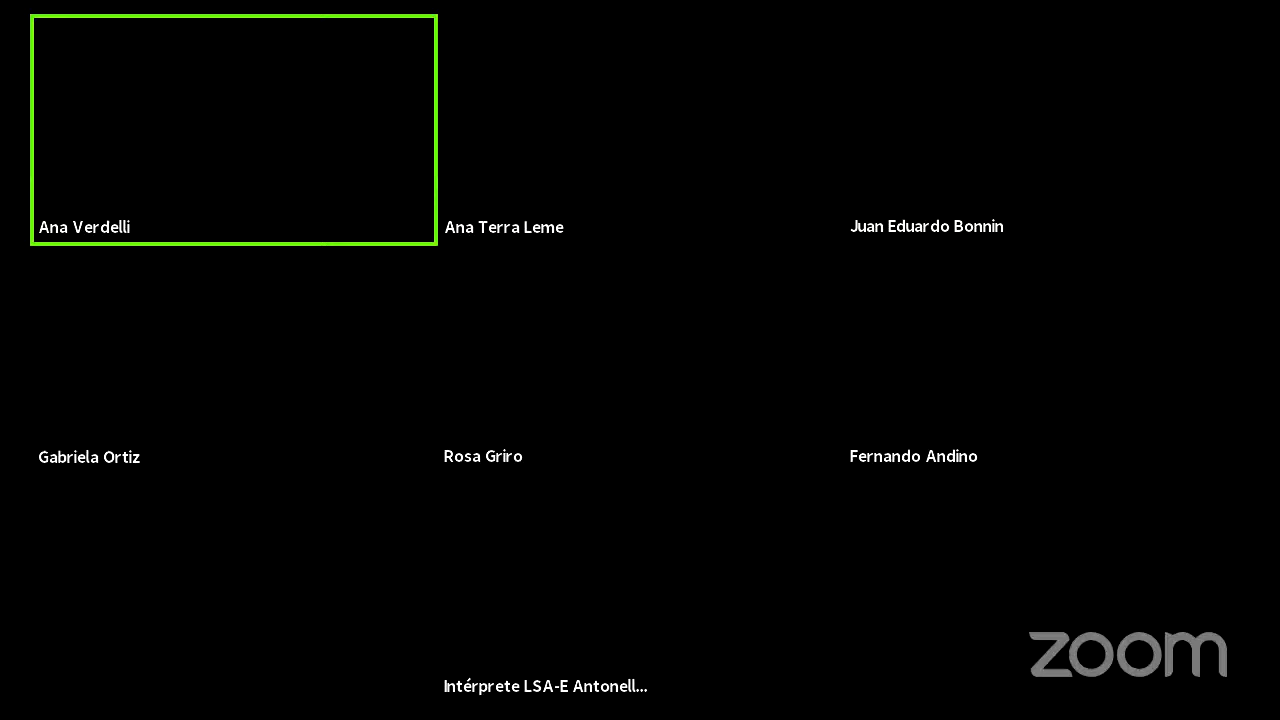 Ana Verdelli
Ana Terra Leme
Juan Eduardo Bonnin
Gabriela Ortiz
Rosa Griro
Fernando Andino
Intérprete LSA-E Antonell...
zoom